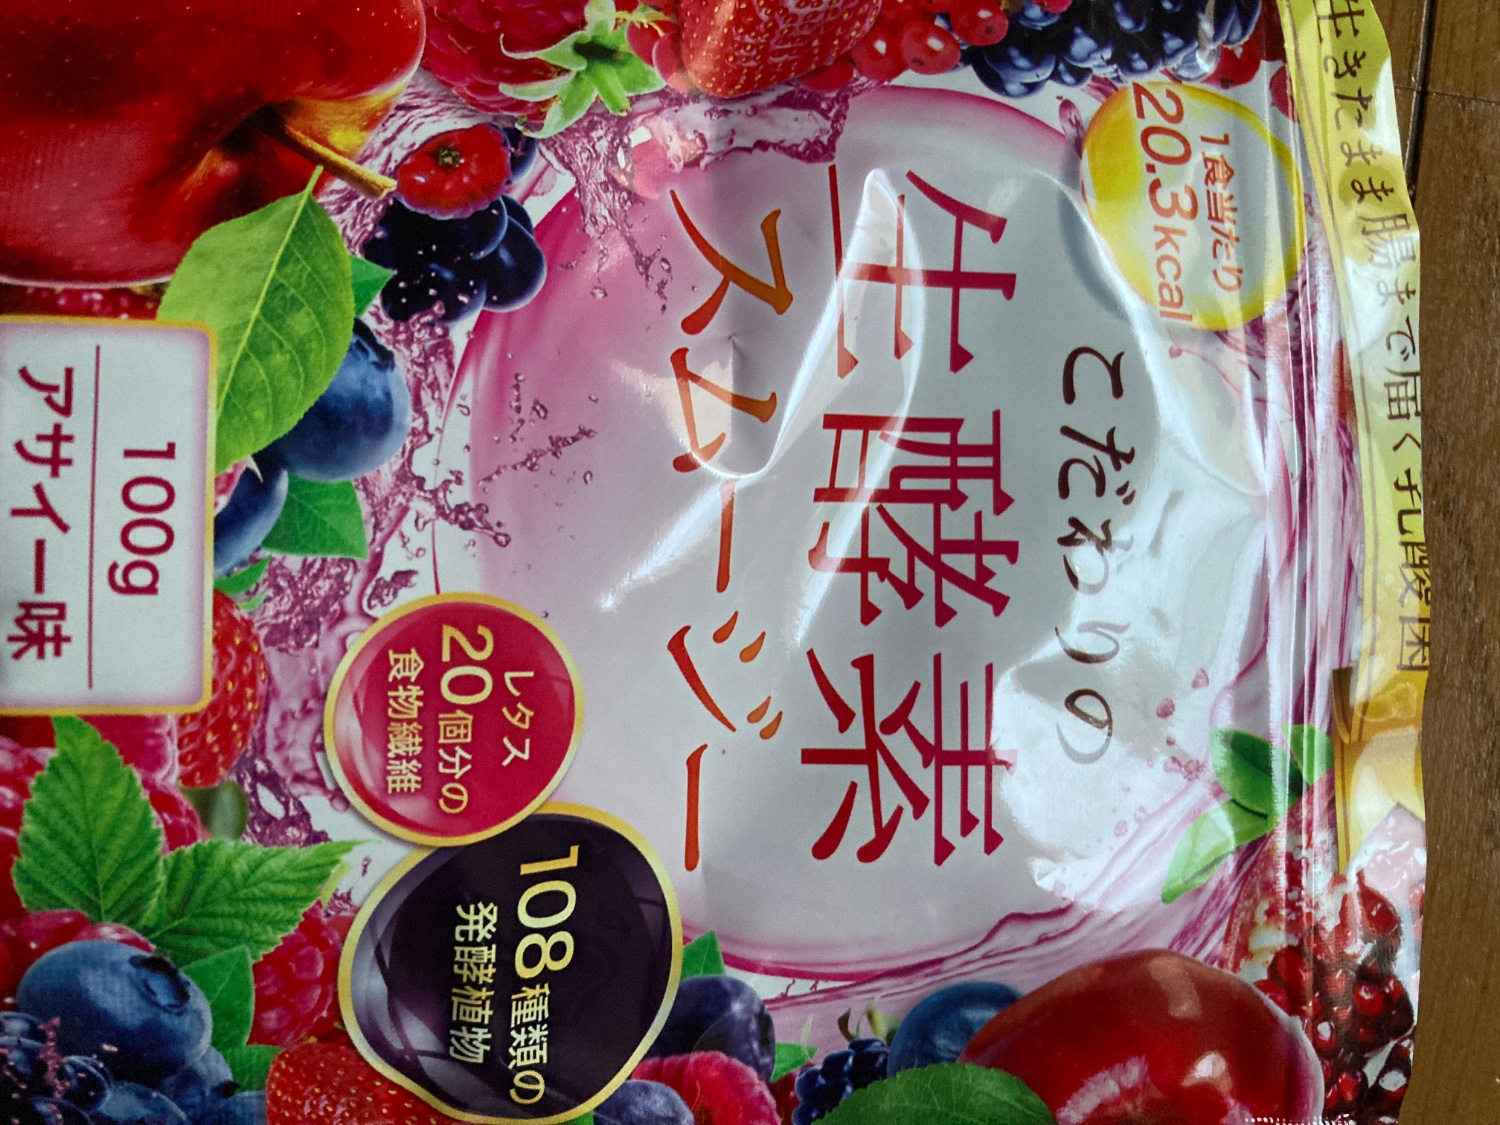 生きたまま腸まで届く乳酸菌
1食当たり
20.3kcal
こだわりの
生酵素
スムージー
レタス
20個分の
食物繊維
108種類の
発酵植物
100g
アサイー味